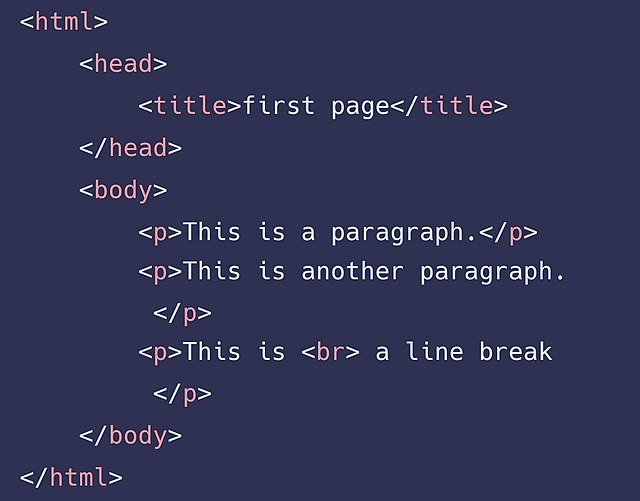 <html>
    <head>
        <title>first page</title>
    </head>
    <body>
        <p>This is a paragraph.</p>
        <p>This is another paragraph.
         </p>
        <p>This is <br> a line break
         </p>
    </body>
</html>